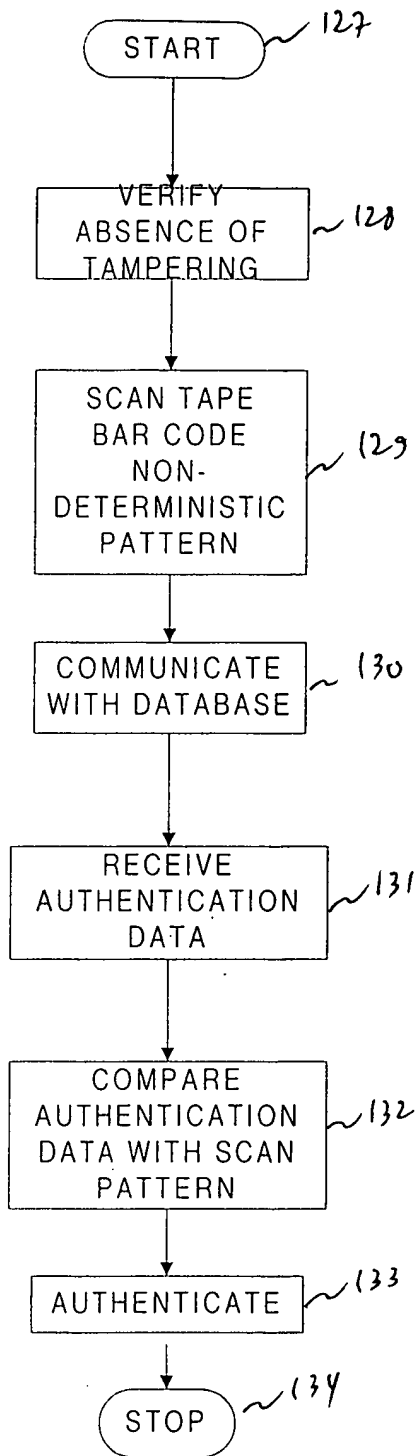 START
127
VERIFY
ABSENCE OF
TAMPERING
128
SCAN TAPE
BAR CODE
NON-
DETERMINISTIC
PATTERN
129
COMMUNICATE
WITH DATABASE
130
RECEIVE
AUTHENTICATION
DATA
131
COMPARE
AUTHENTICATION
DATA WITH SCAN
PATTERN
132
AUTHENTICATE
133
STOP
134